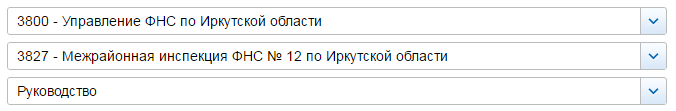 3800 - Управление ФНС по Иркутской области
3827 - Межрайонная инспекция ФНС № 12 по Иркутской области
Руководство